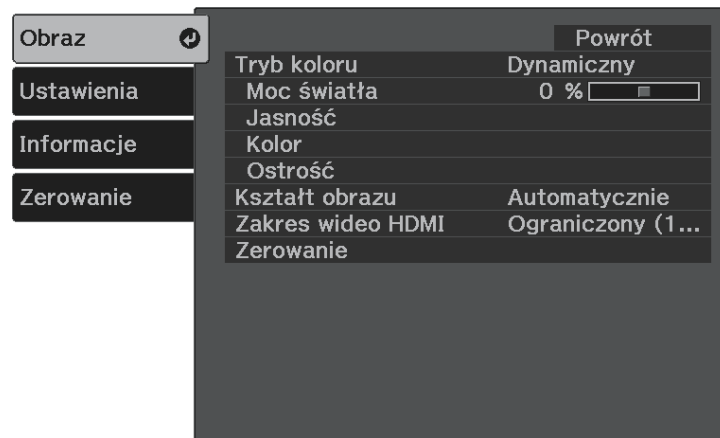 Obraz
Ustawienia
Informacje
Zerowanie
Powrót
Tryb koloru Dynamiczny
Moc światła 0 %
Jasność
Kolor
Ostrość
Kształt obrazu Automatycznie
Zakres wideo HDMI Ograniczony (1...
Zerowanie